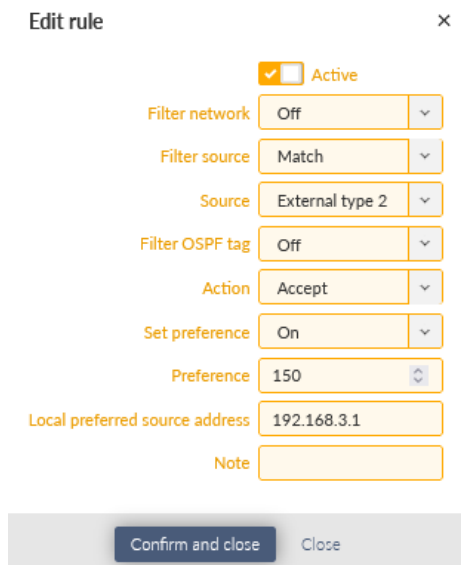 Edit rule ×
Active
Filter network Off
Filter source Match
Source External type 2
Filter OSPF tag Off
Action Accept
Set preference On
Preference 150
Local preferred source address 192.168.3.1
Note
Confirm and close Close